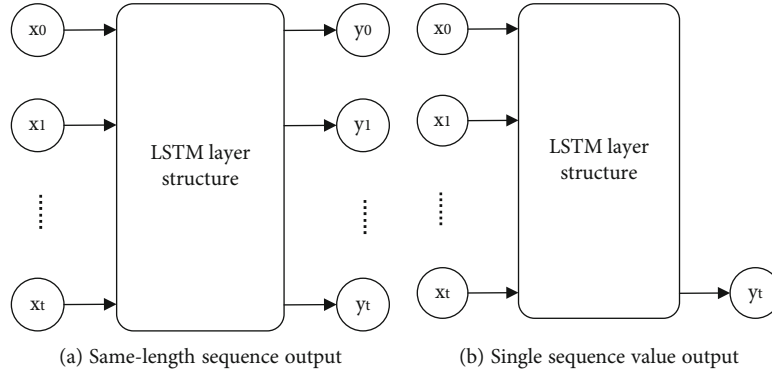 x0
y0
x0
x1
y1
x1
LSTM layer
structure
LSTM layer
structure
xt
yt
xt
yt
(a) Same-length sequence output
(b) Single sequence value output